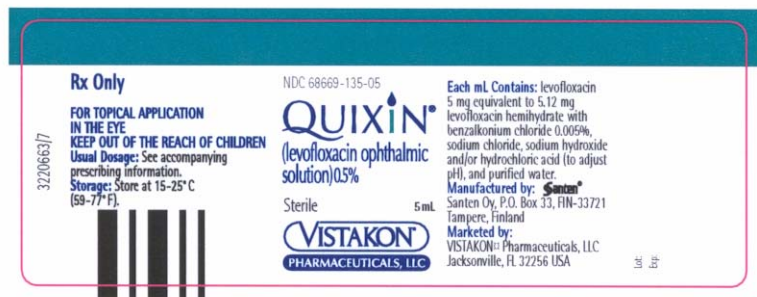 3220663/7
Rx Only
FOR TOPICAL APPLICATION
IN THE EYE
KEEP OUT OF THE REACH OF CHILDREN
Usual Dosage: See accompanying
prescribing information.
Storage: Store at 15-25°C
(59-77°F).
NDC 68669-135-05
QUIXIN®
(levofloxacin ophthalmic
solution)0.5%
Sterile 5mL
VISTAKON®
PHARMACEUTICALS, LLC
Each mL Contains: levofloxacin
5 mg equivalent to 5.12 mg
levofloxacin hemihydrate with
benzalkonium chloride 0.005%,
sodium chloride, sodium hydroxide
and/or hydrochloric acid (to adjust
pH), and purified water.
Manufactured by: Santen®
Santen Oy, P.O. Box 33, FIN-33721
Tampere, Finland
Marketed by:
VISTAKON□ Pharmaceuticals, LLC
Jacksonville, FL 32256 USA
Lot:
Exp: